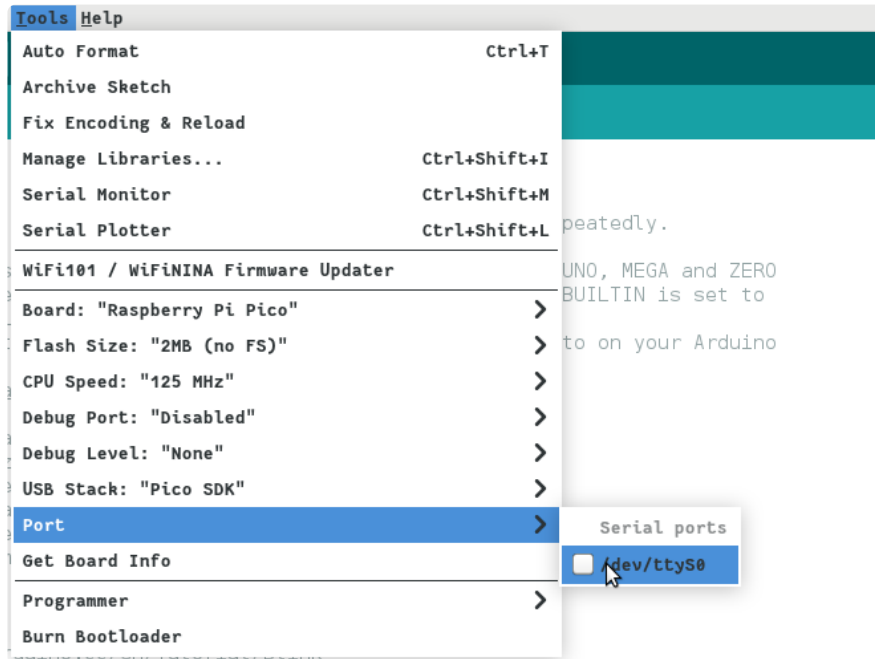 Tools Help
Auto Format Ctrl+T
Archive Sketch
Fix Encoding & Reload
Manage Libraries... Ctrl+Shift+I
Serial Monitor Ctrl+Shift+M
Serial Plotter Ctrl+Shift+L
peatedly.
WiFi101 / WiFiNINA Firmware Updater
UNO, MEGA and ZERO
BUILTIN is set to
Board: "Raspberry Pi Pico"
Flash Size: "2MB (no FS)"
to on your Arduino
CPU Speed: "125 MHz"
Debug Port: "Disabled"
Debug Level: "None"
USB Stack: "Pico SDK"
Port
Serial ports
/dev/ttyS0
Get Board Info
Programmer
Burn Bootloader